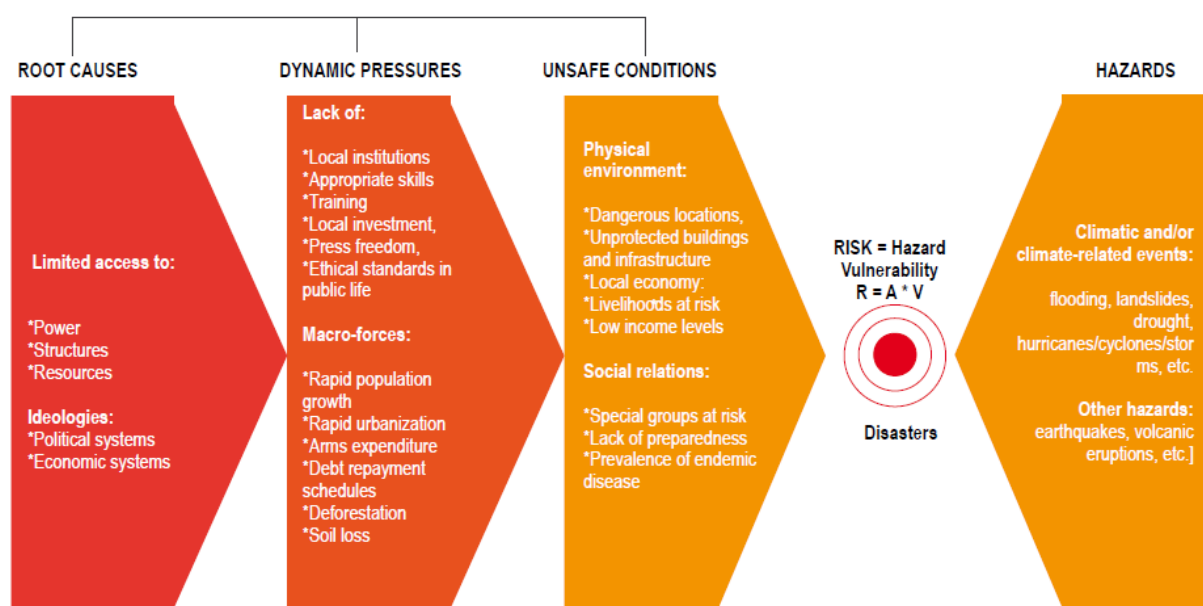 ROOT CAUSES
Limited access to:
*Power
*Structures
*Resources
Ideologies:
*Political systems
*Economic systems
DYNAMIC PRESSURES
Lack of:
*Local institutions
*Appropriate skills
*Training
*Local investment,
*Press freedom,
*Ethical standards in
public life
Macro-forces:
*Rapid population
growth
*Rapid urbanization
*Arms expenditure
*Debt repayment
schedules
*Deforestation
*Soil loss
UNSAFE CONDITIONS
Physical
environment:
*Dangerous locations,
*Unprotected buildings
and infrastructure
*Local economy:
*Livelihoods at risk
*Low income levels
Social relations:
*Special groups at risk
*Lack of preparedness
*Prevalence of endemic
disease
RISK = Hazard
Vulnerability
R = A * V
Disasters
HAZARDS
Climatic and/or
climate-related events:
flooding, landslides,
drought,
hurricanes/cyclones/stor
ms, etc.
Other hazards:
earthquakes, volcanic
eruptions, etc.]